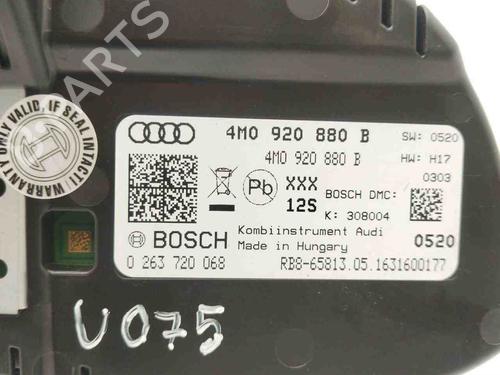 4M0 920 880 B SW: 0520
4M0 920 880 B HW: H17
0303
Pb XXX BOSCH DMC:
12S K: 308004
BOSCH Kombiinstrument Audi
Made in Hungary 0520
0 263 720 068 RB8-65813.05.1631600177
WARRANTY ONLY VALID, IF SEAL INTACT!
U075